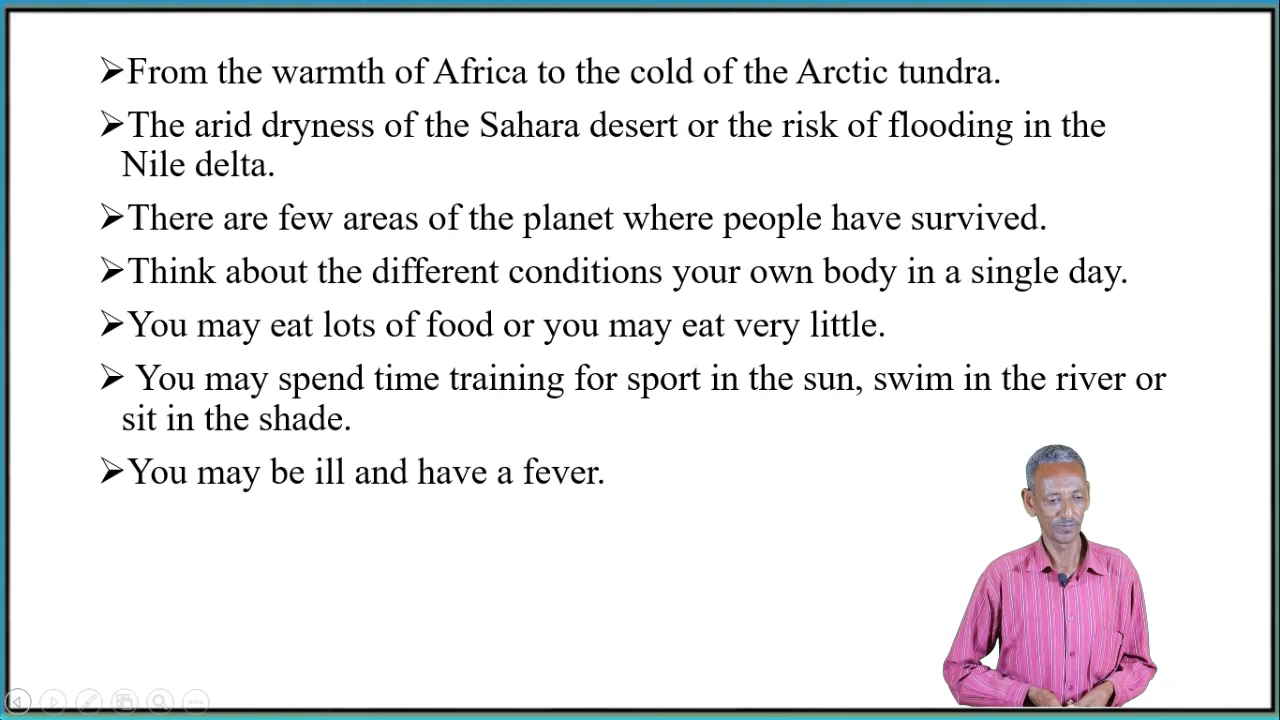 ➢From the warmth of Africa to the cold of the Arctic tundra.
➢The arid dryness of the Sahara desert or the risk of flooding in the
Nile delta.
➢There are few areas of the planet where people have survived.
➢Think about the different conditions your own body in a single day.
➢You may eat lots of food or you may eat very little.
➢ You may spend time training for sport in the sun, swim in the river or
sit in the shade.
➢You may be ill and have a fever.